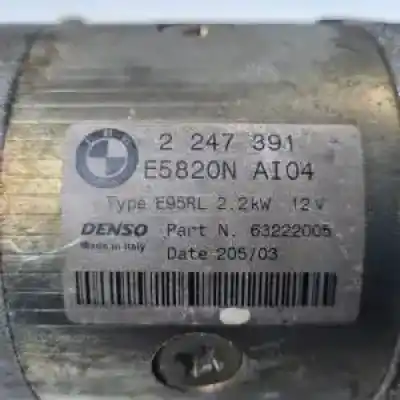 2 247 391
E5820N AI04
Type E95RL 2.2kW 12V
DENSO Part N. 63222005
Made in Italy
Date 205/03